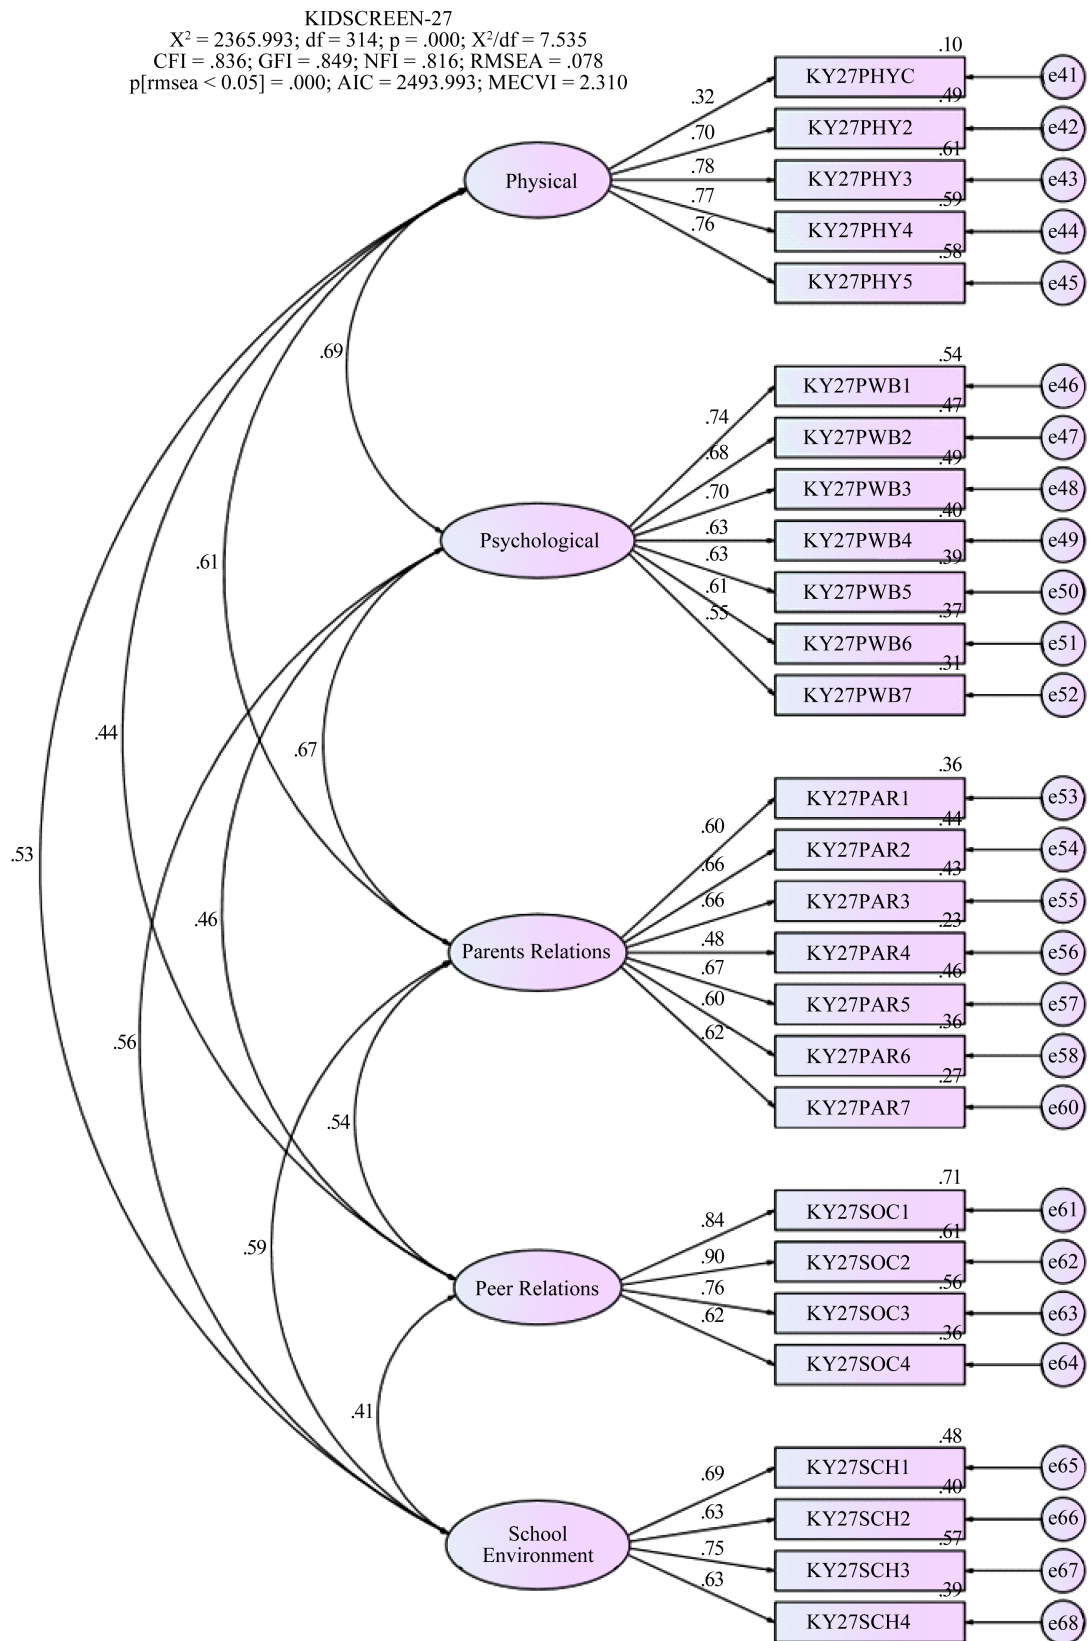 KIDSCREEN-27
X² = 2365.993; df = 314; p = .000; X²/df = 7.535
CFI = .836; GFI = .849; NFI = .816; RMSEA = .078
p[rmsea < 0.05] = .000; AIC = 2493.993; MECVI = 2.310
Physical
.32
.70
.78
.77
.76
.10
KY27PHYC
e41
.49
KY27PHY2
e42
.61
KY27PHY3
e43
.59
KY27PHY4
e44
.58
KY27PHY5
e45
.69
Psychological
.74
.68
.70
.63
.63
.61
.55
.54
KY27PWB1
e46
.47
KY27PWB2
e47
.49
KY27PWB3
e48
.40
KY27PWB4
e49
.39
KY27PWB5
e50
.37
KY27PWB6
e51
.31
KY27PWB7
e52
.61
.44
.67
.53
.46
Parents Relations
.60
.66
.66
.48
.67
.60
.62
.36
KY27PAR1
e53
.44
KY27PAR2
e54
.43
KY27PAR3
e55
.23
KY27PAR4
e56
.46
KY27PAR5
e57
.36
KY27PAR6
e58
.27
KY27PAR7
e60
.56
.54
.59
Peer Relations
.84
.90
.76
.62
.71
KY27SOC1
e61
.61
KY27SOC2
e62
.56
KY27SOC3
e63
.36
KY27SOC4
e64
.41
School
Environment
.69
.63
.75
.63
.48
KY27SCH1
e65
.40
KY27SCH2
e66
.57
KY27SCH3
e67
.39
KY27SCH4
e68